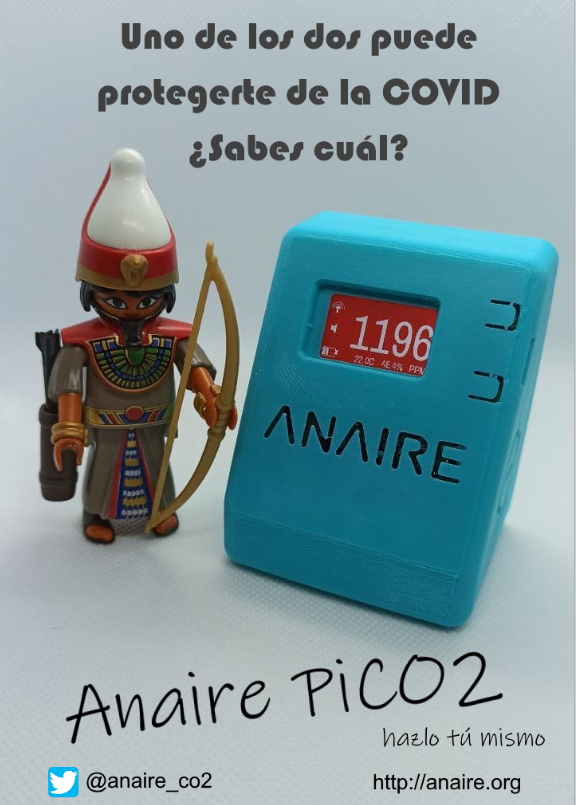 Uno de los dos puede
protegerte de la COVID
¿Sabes cuál?
1196
22.0C 46.4% PPM
ANAIRE
Anaire PiCO2
hazlo tú mismo
@anaire_co2
http://anaire.org